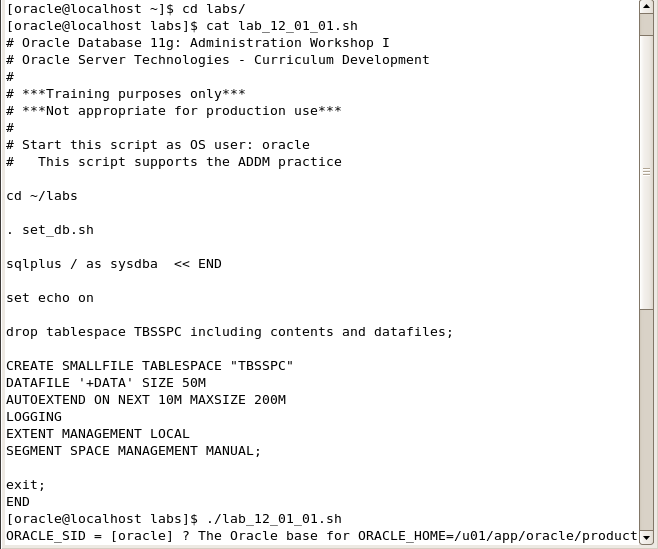 [oracle@localhost ~]$ cd labs/
[oracle@localhost labs]$ cat lab_12_01_01.sh
# Oracle Database 11g: Administration Workshop I
# Oracle Server Technologies - Curriculum Development
#
# ***Training purposes only***
# ***Not appropriate for production use***
#
# Start this script as OS user: oracle
#   This script supports the ADDM practice
cd ~/labs
. set_db.sh
sqlplus / as sysdba  << END
set echo on
drop tablespace TBSSPC including contents and datafiles;
CREATE SMALLFILE TABLESPACE "TBSSPC"
DATAFILE '+DATA' SIZE 50M
AUTOEXTEND ON NEXT 10M MAXSIZE 200M
LOGGING
EXTENT MANAGEMENT LOCAL
SEGMENT SPACE MANAGEMENT MANUAL;
exit;
END
[oracle@localhost labs]$ ./lab_12_01_01.sh
ORACLE_SID = [oracle] ? The Oracle base for ORACLE_HOME=/u01/app/oracle/product